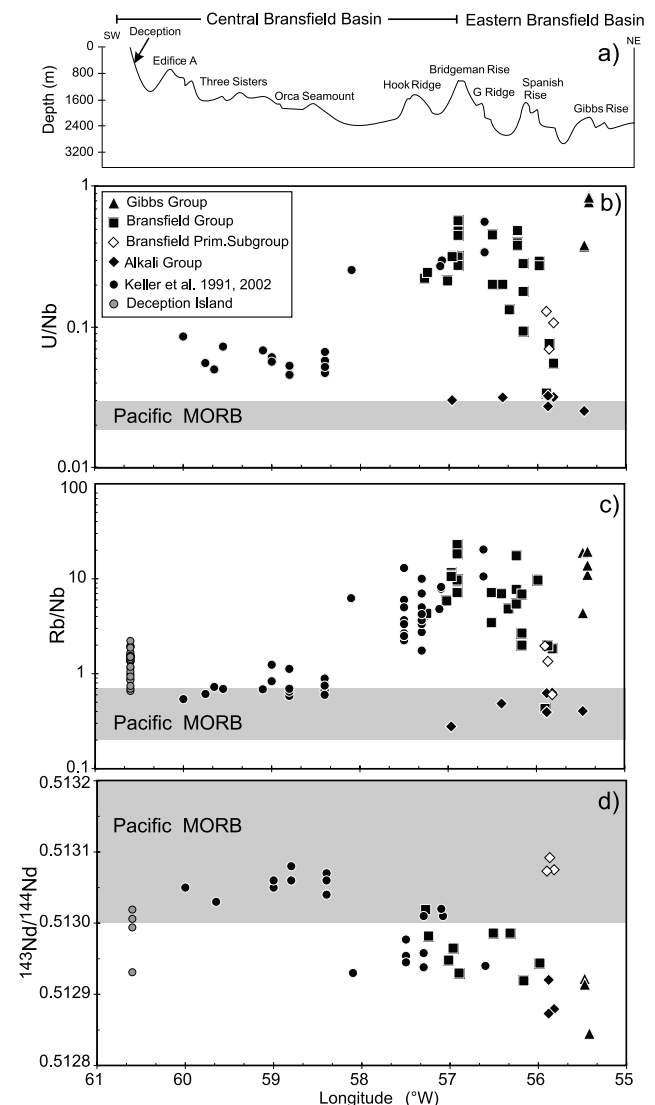 Central Bransfield Basin
Eastern Bransfield Basin
SW
Deception
NE
a)
Depth (m)
0
800
1600
2400
3200
Edifice A
Three Sisters
Orca Seamount
Hook Ridge
Bridgeman Rise
G Ridge
Spanish
Rise
Gibbs Rise
b)
U/Nb
1
0.1
0.01
Gibbs Group
Bransfield Group
Bransfield Prim.Subgroup
Alkali Group
Keller et al. 1991, 2002
Deception Island
Pacific MORB
c)
Rb/Nb
100
10
1
0.1
Pacific MORB
d)
143Nd/144Nd
0.5132
0.5131
0.5130
0.5129
0.5128
Pacific MORB
61 60 59 58 57 56 55
Longitude (°W)